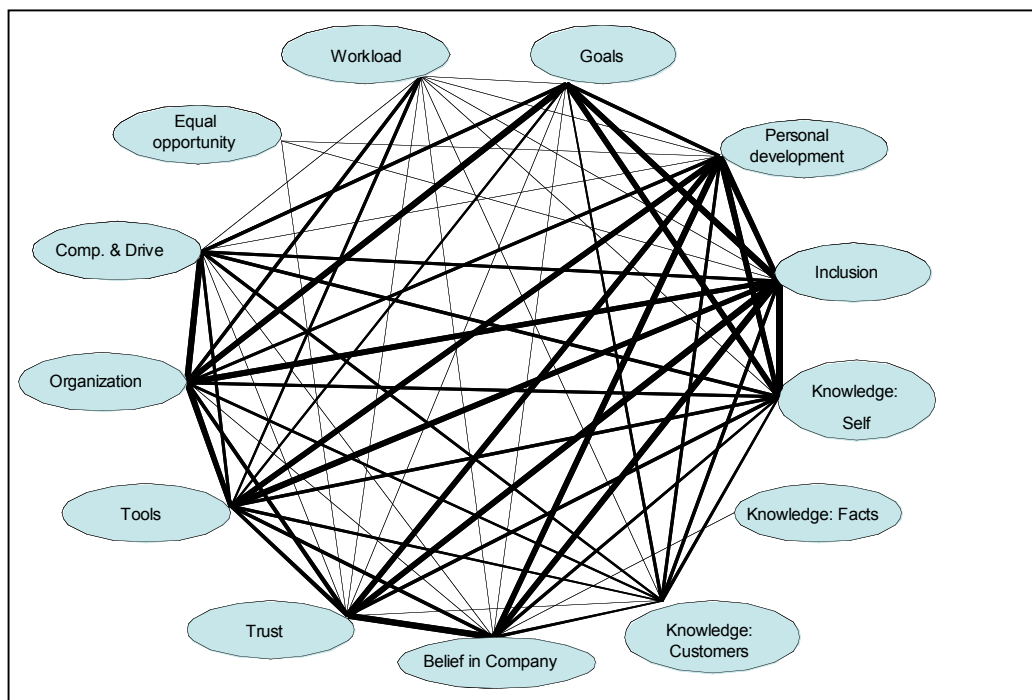 Workload
Goals
Equal
opportunity
Personal
development
Comp. & Drive
Inclusion
Organization
Knowledge:
Self
Tools
Knowledge: Facts
Trust
Belief in Company
Knowledge:
Customers